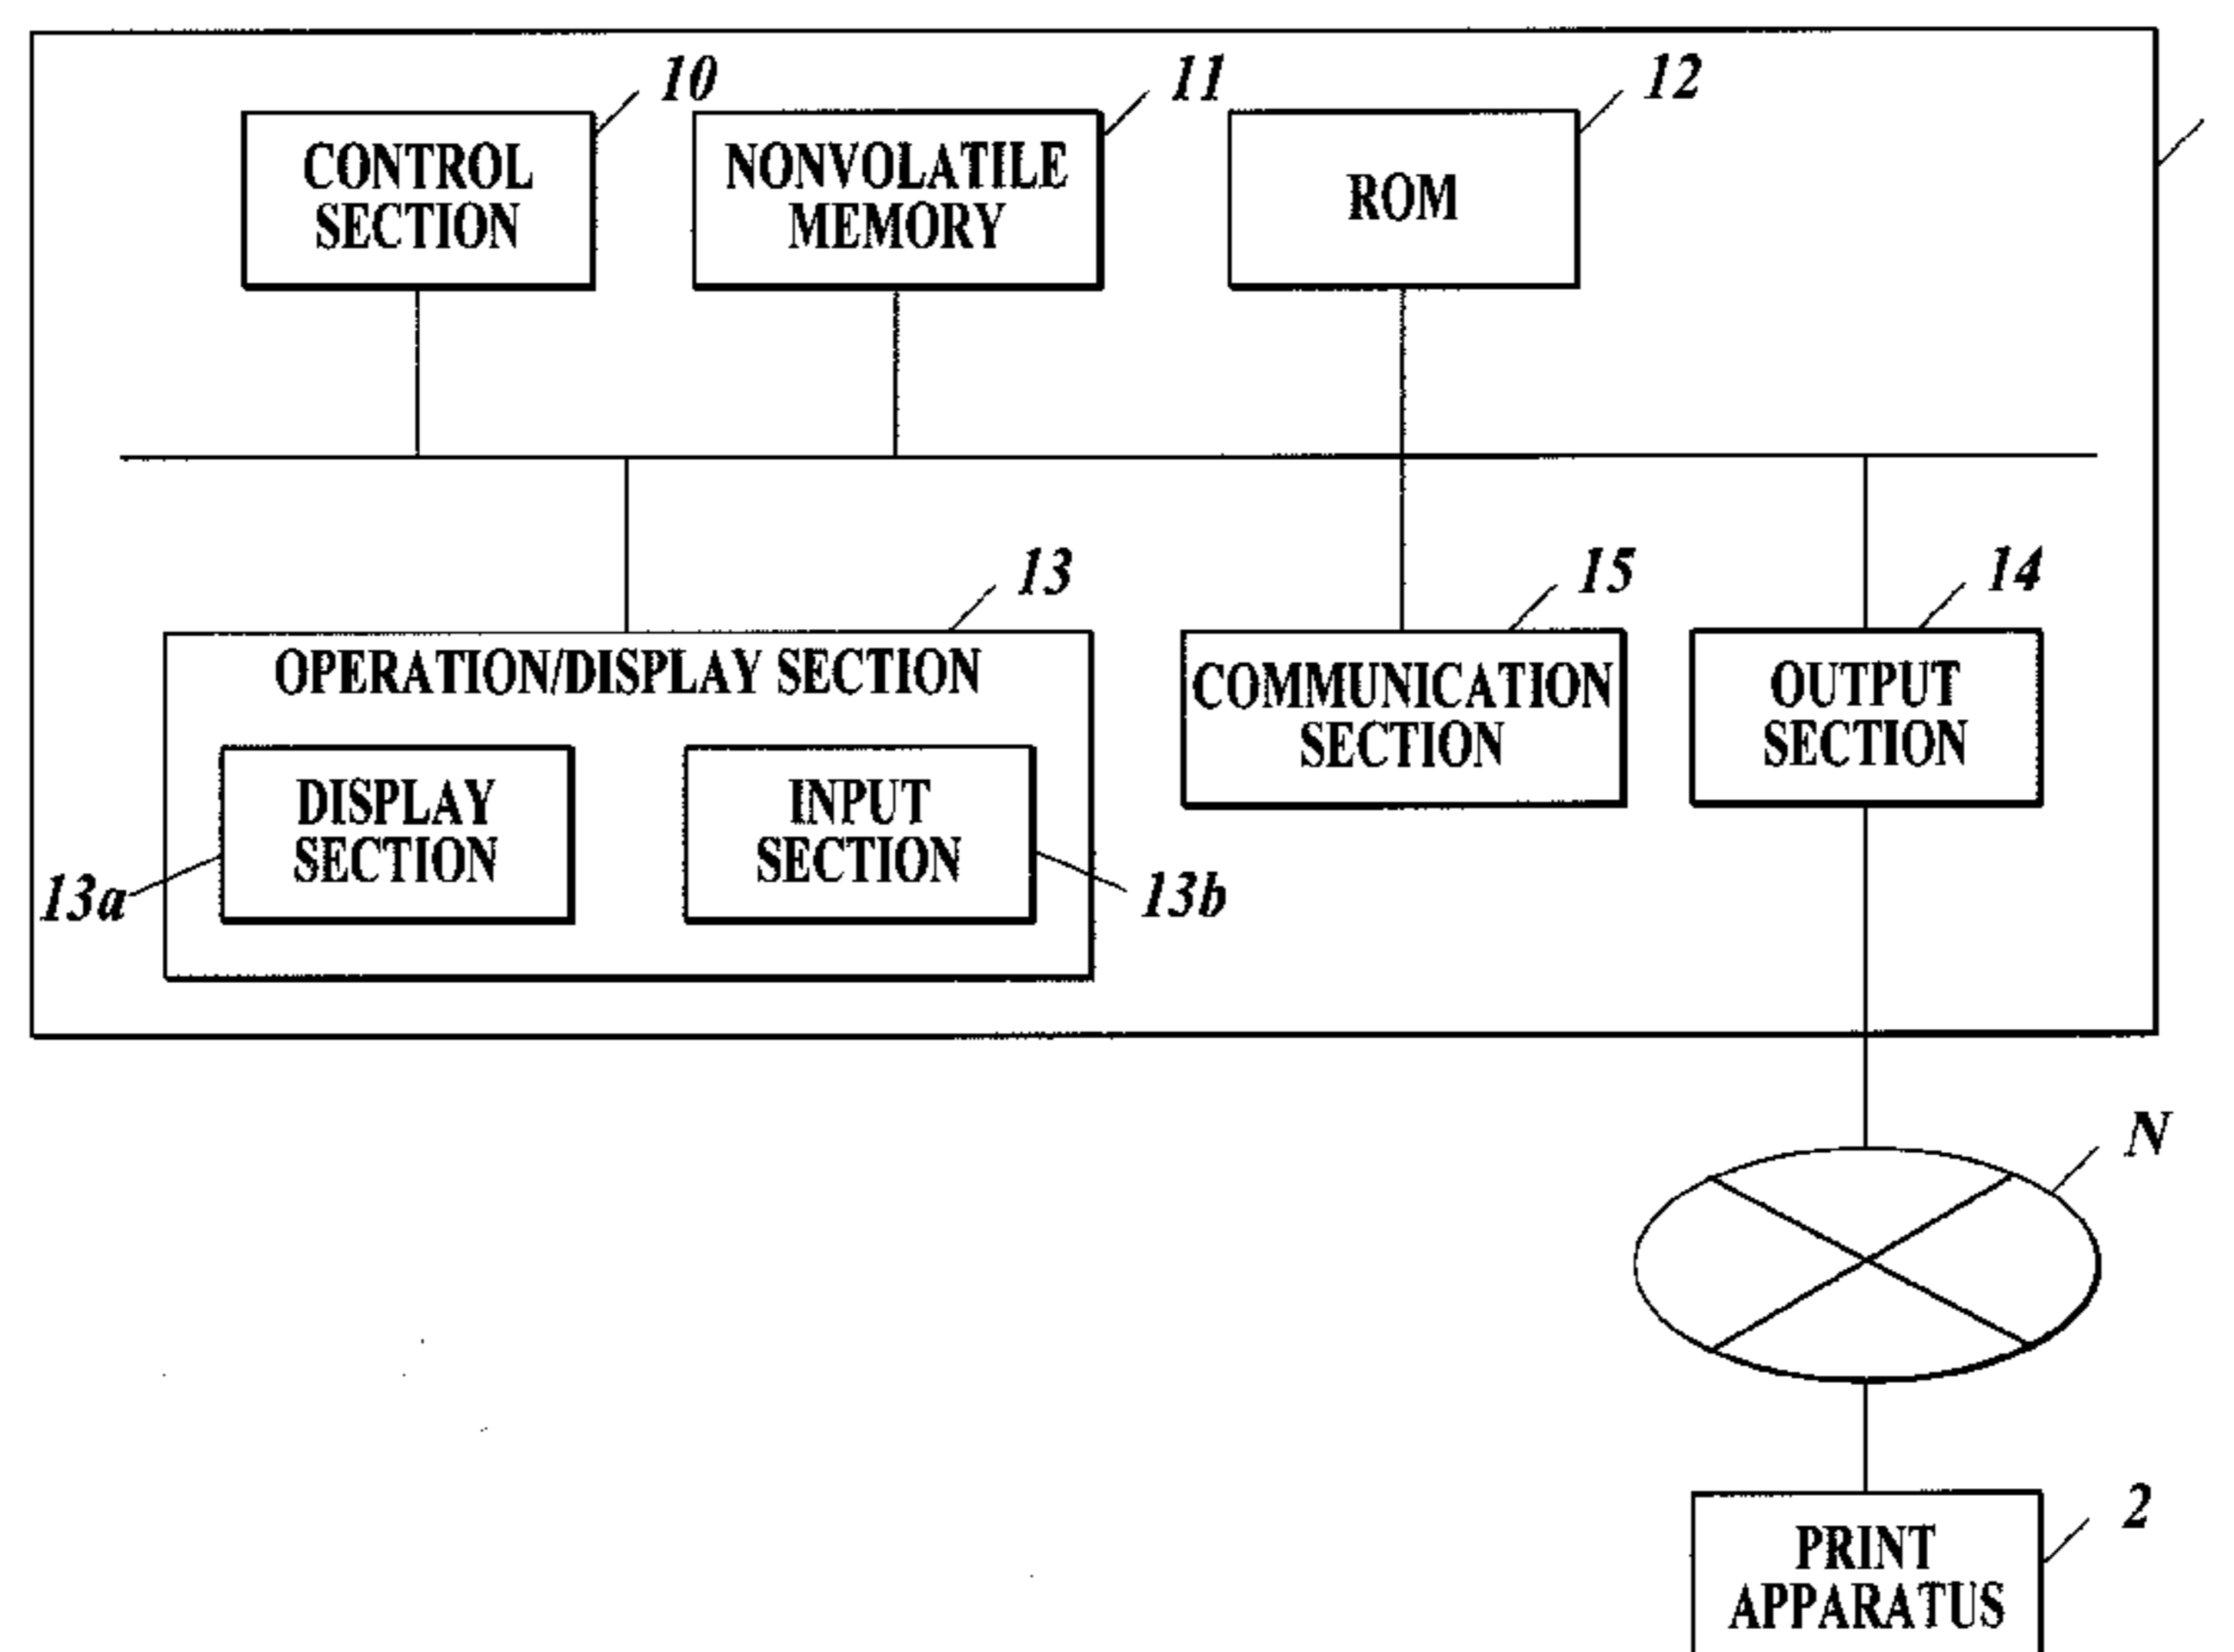 10
11
12
CONTROL
SECTION
NONVOLATILE
MEMORY
ROM
13
15
14
OPERATION/DISPLAY SECTION
COMMUNICATION
SECTION
OUTPUT
SECTION
DISPLAY
SECTION
INPUT
SECTION
13a
13b
N
2
PRINT
APPARATUS